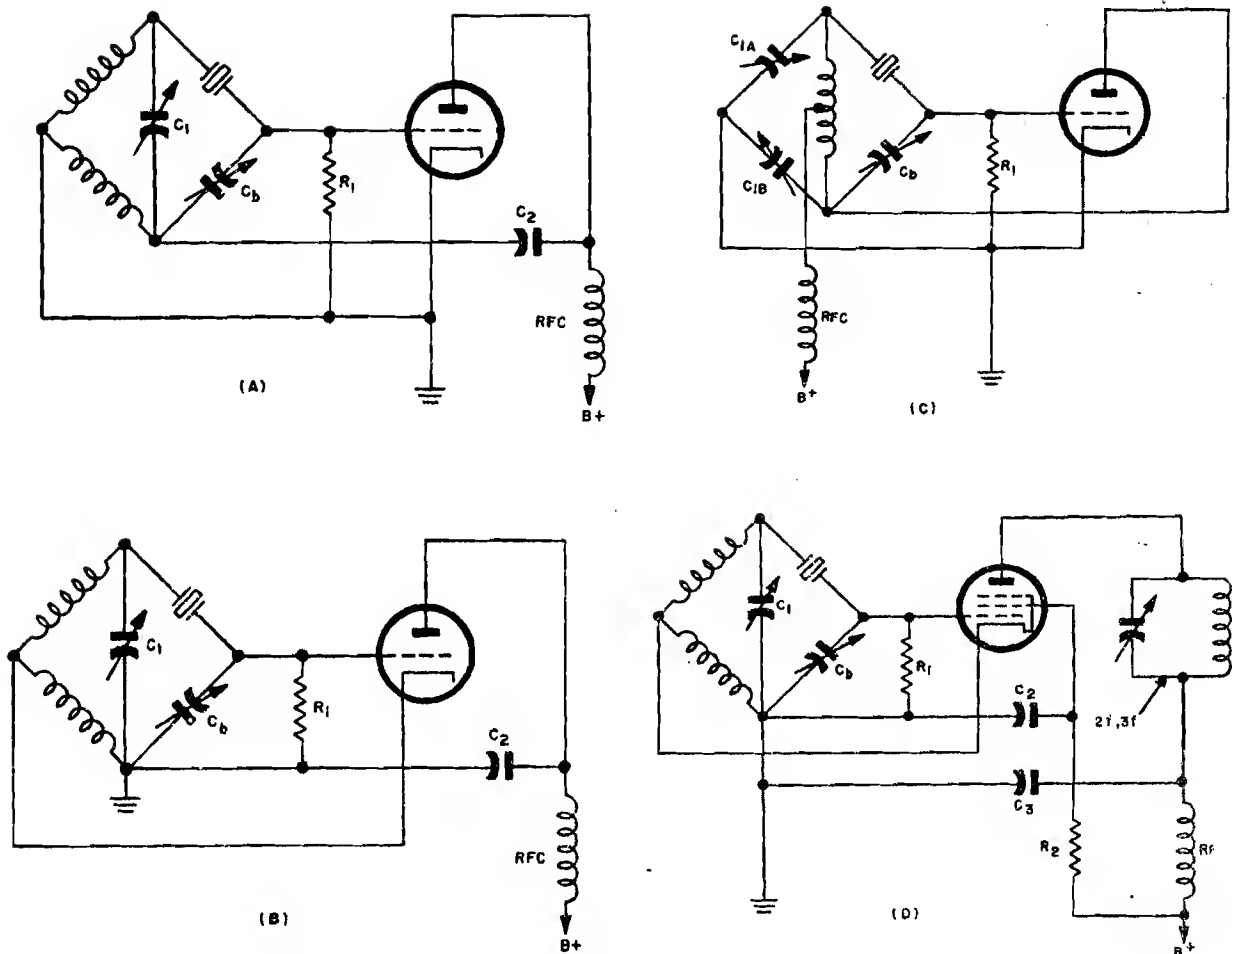 C1
Cb
R1
C2
RFC
B+
(A)
C1A
C1B
Cb
R1
RFC
B+
(C)
C1
Cb
R1
C2
RFC
B+
(B)
C1
Cb
R1
C2
2f,3f
C3
R2
RF
B+
(D)